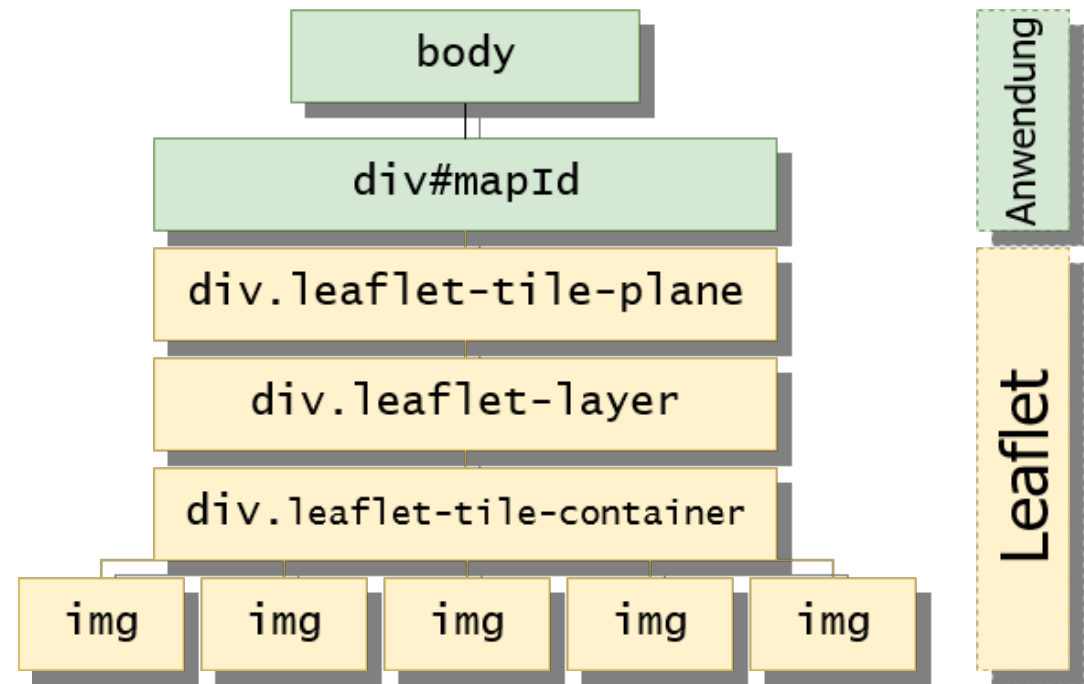 body
Anwendung
div#mapId
div.leaflet-tile-plane
div.leaflet-layer
Leaflet
div.leaflet-tile-container
img
img
img
img
img